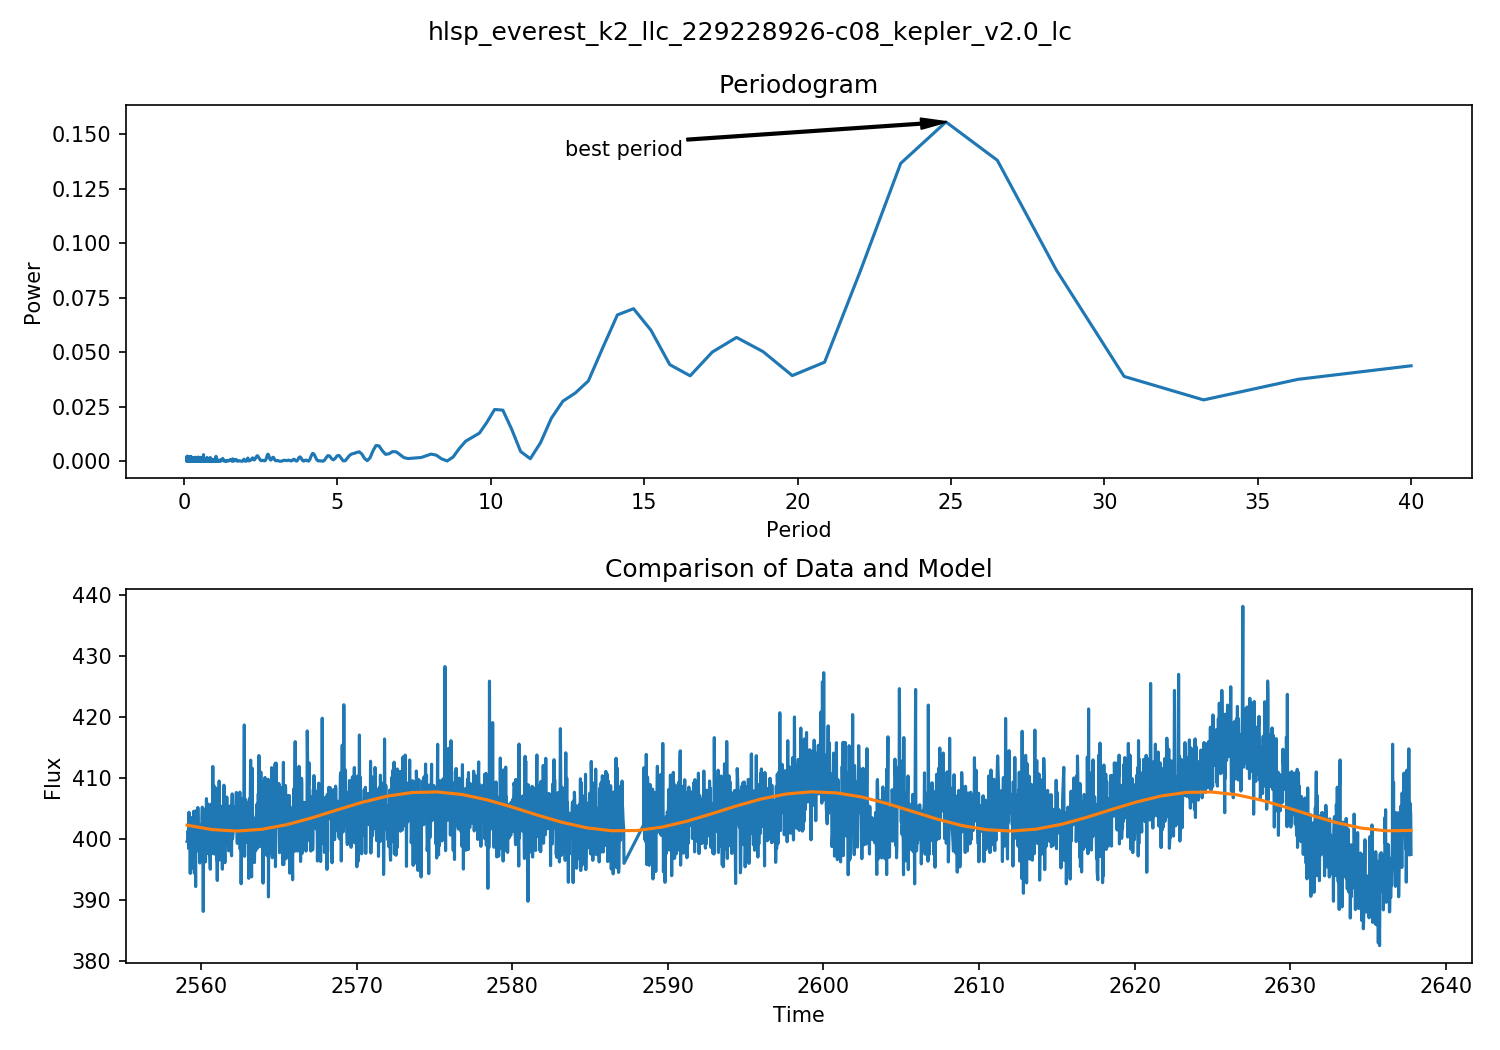 hlsp_everest_k2_llc_229228926-c08_kepler_v2.0_lc
Periodogram
best period
0.150
0.125
0.100
0.075
0.050
0.025
0.000
Power
0 5 10 15 20 25 30 35 40
Period
Comparison of Data and Model
440
430
420
410
400
390
380
Flux
2560 2570 2580 2590 2600 2610 2620 2630 2640
Time